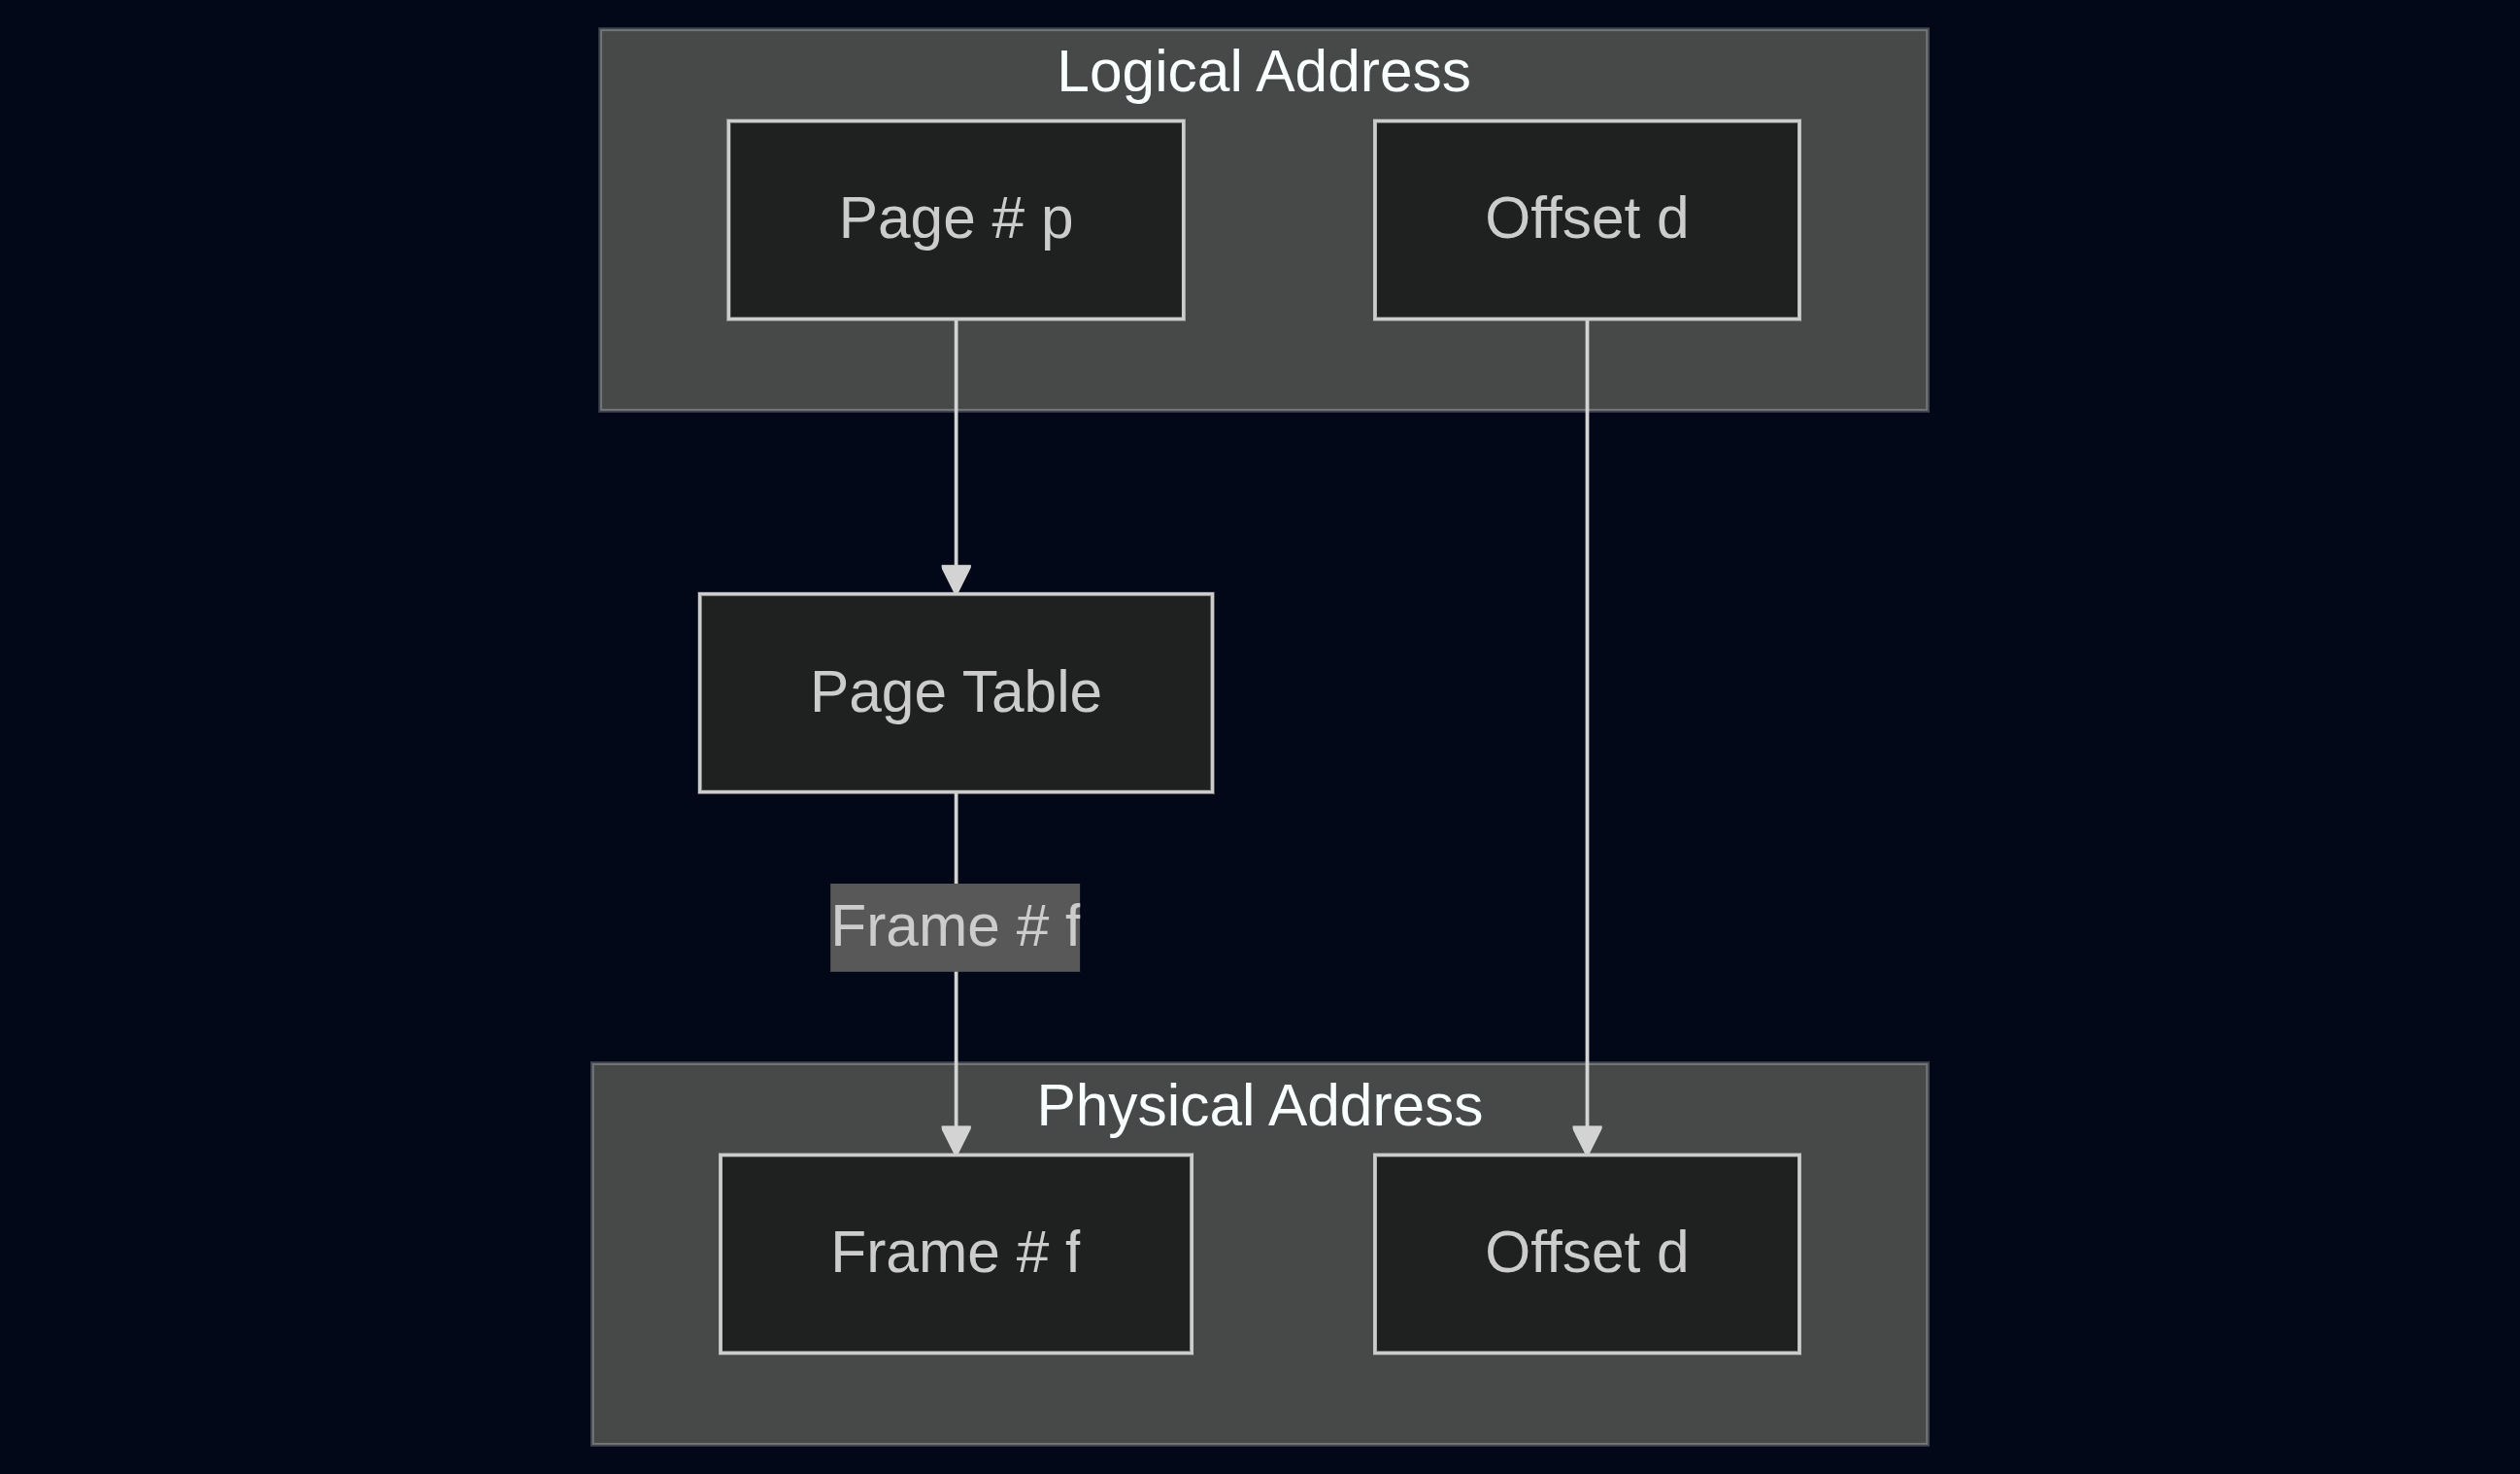 Logical Address
Page # p
Offset d
Page Table
Frame # f
Physical Address
Frame # f
Offset d